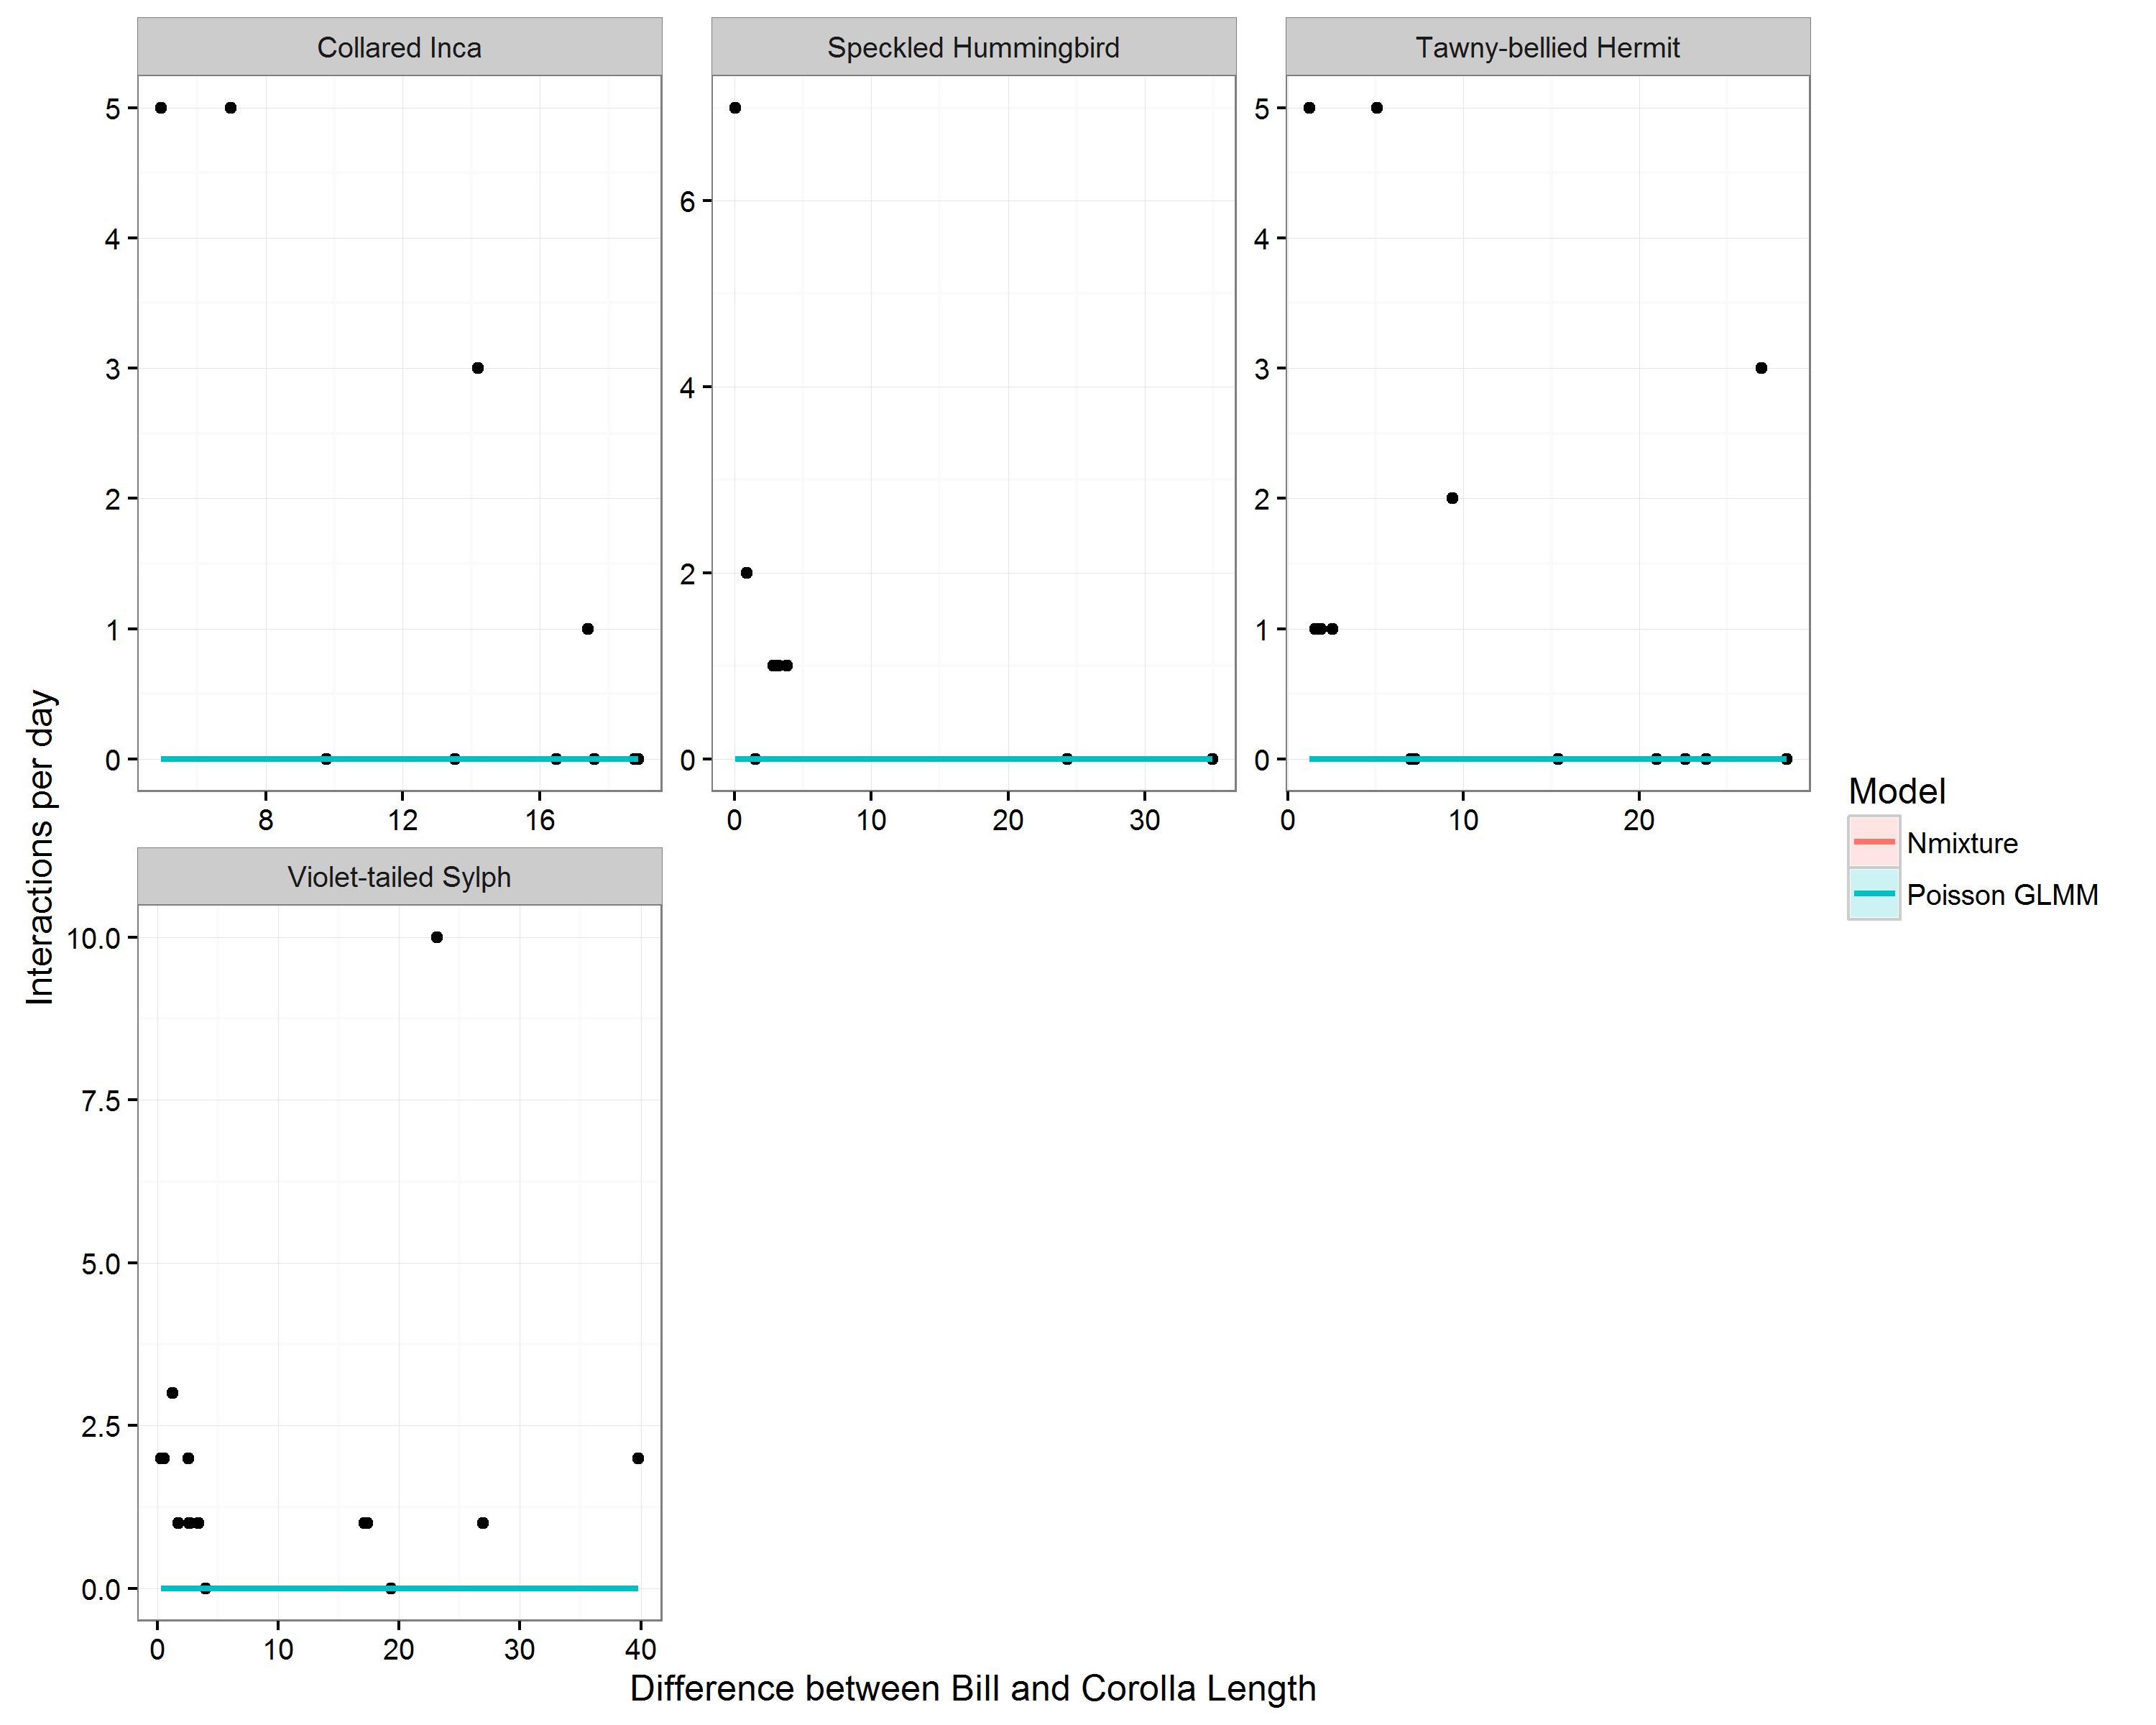 Collared Inca
Speckled Hummingbird
Tawny-bellied Hermit
5
4
3
2
1
0
6
4
2
0
5
4
3
2
1
0
8 12 16
0 10 20 30
0 10 20
Interactions per day
Model
Nmixture
Poisson GLMM
Violet-tailed Sylph
10.0
7.5
5.0
2.5
0.0
0 10 20 30 40
Difference between Bill and Corolla Length